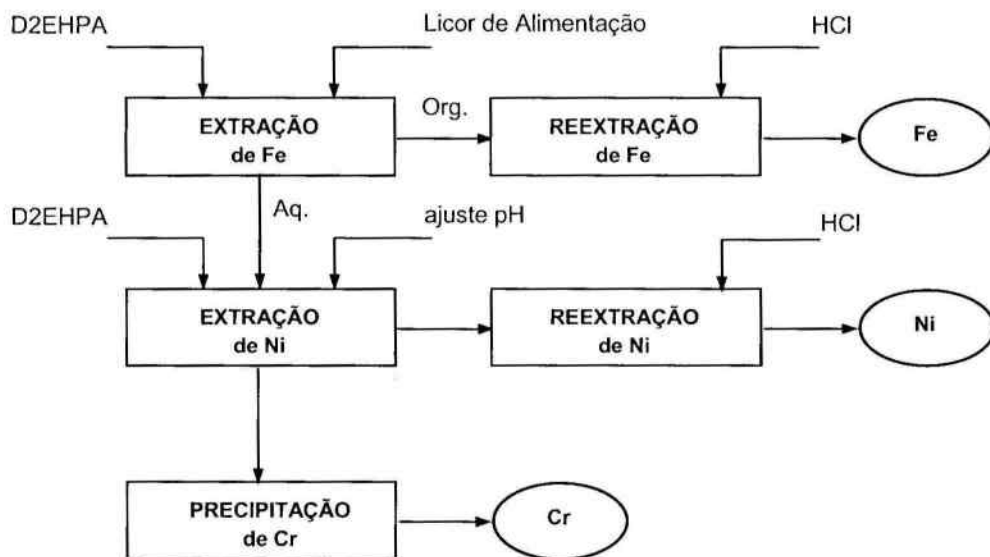 D2EHPA
Licor de Alimentação
HCl
EXTRAÇÃO
de Fe
Org.
REEXTRAÇÃO
de Fe
Fe
Aq.
D2EHPA
ajuste pH
HCl
EXTRAÇÃO
de Ni
REEXTRAÇÃO
de Ni
Ni
PRECIPITAÇÃO
de Cr
Cr